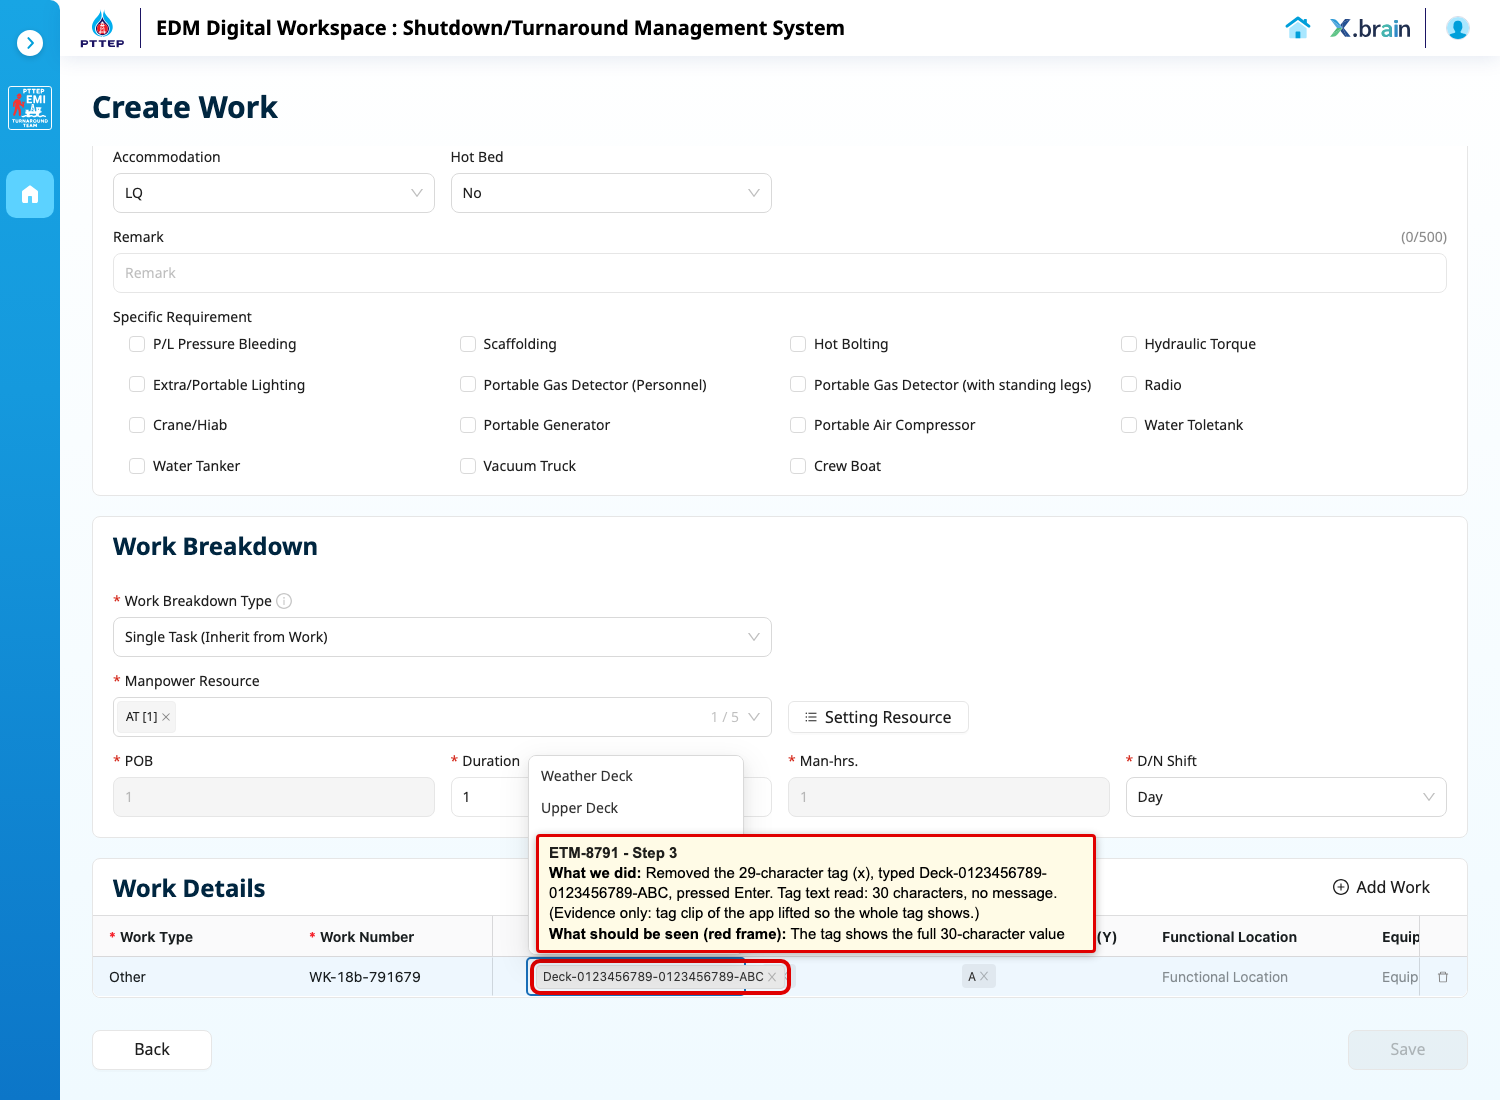 PTTEP
EDM Digital Workspace : Shutdown/Turnaround Management System
X.brain
PTTEP
EMI
TURNAROUND
TEAM
Create Work
Accommodation
Hot Bed
LQ
No
Remark
(0/500)
Remark
Specific Requirement
P/L Pressure Bleeding
Scaffolding
Hot Bolting
Hydraulic Torque
Extra/Portable Lighting
Portable Gas Detector (Personnel)
Portable Gas Detector (with standing legs)
Radio
Crane/Hiab
Portable Generator
Portable Air Compressor
Water Toletank
Water Tanker
Vacuum Truck
Crew Boat
Work Breakdown
* Work Breakdown Type
Single Task (Inherit from Work)
* Manpower Resource
AT [1]
1 / 5
Setting Resource
* POB
* Duration
* Man-hrs.
* D/N Shift
1
1
1
Day
Weather Deck
Upper Deck
ETM-8791 - Step 3
What we did: Removed the 29-character tag (x), typed Deck-0123456789-
0123456789-ABC, pressed Enter. Tag text read: 30 characters, no message.
(Evidence only: tag clip of the app lifted so the whole tag shows.)
What should be seen (red frame): The tag shows the full 30-character value
Work Details
Add Work
* Work Type
* Work Number
(Y)
Functional Location
Equip
Other
WK-18b-791679
Deck-0123456789-0123456789-ABC
A
Functional Location
Equip
Back
Save